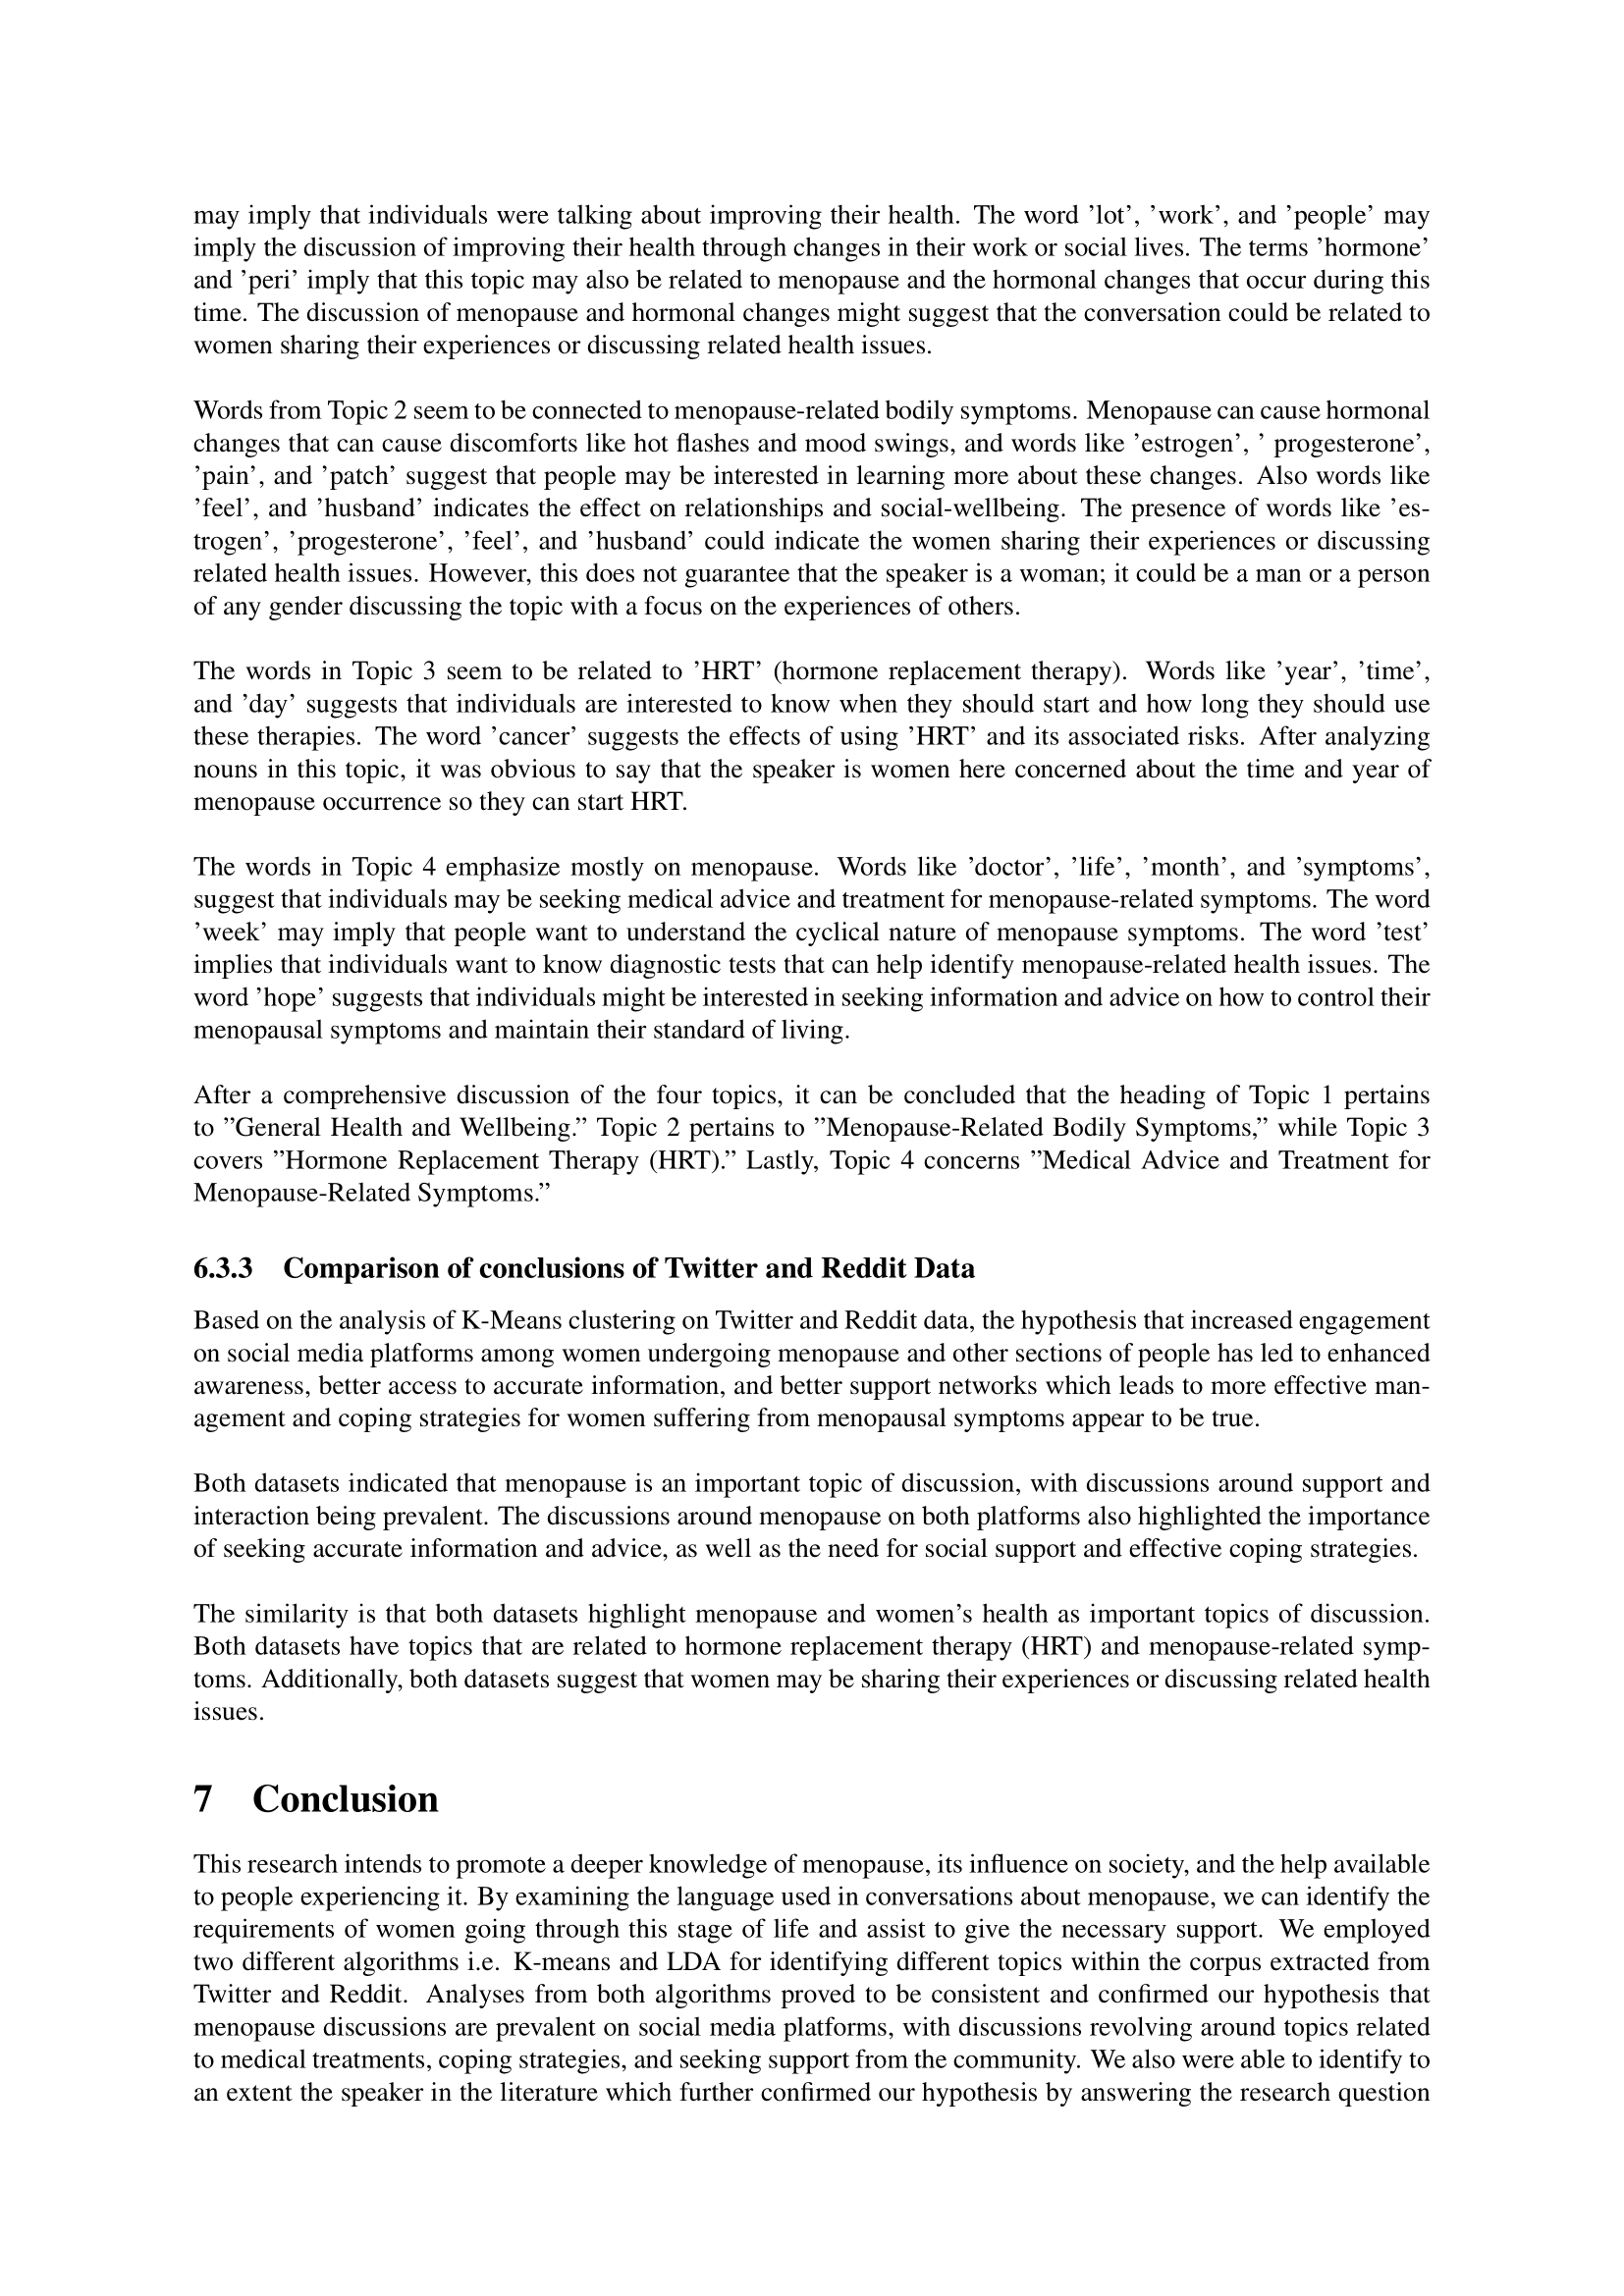 may imply that individuals were talking about improving their health. The word ’lot’, ’work’, and ’people’ may
imply the discussion of improving their health through changes in their work or social lives. The terms ’hormone’
and ’peri’ imply that this topic may also be related to menopause and the hormonal changes that occur during this
time. The discussion of menopause and hormonal changes might suggest that the conversation could be related to
women sharing their experiences or discussing related health issues.
Words from Topic 2 seem to be connected to menopause-related bodily symptoms. Menopause can cause hormonal
changes that can cause discomforts like hot flashes and mood swings, and words like ’estrogen’, ’ progesterone’,
’pain’, and ’patch’ suggest that people may be interested in learning more about these changes. Also words like
’feel’, and ’husband’ indicates the effect on relationships and social-wellbeing. The presence of words like ’es-
trogen’, ’progesterone’, ’feel’, and ’husband’ could indicate the women sharing their experiences or discussing
related health issues. However, this does not guarantee that the speaker is a woman; it could be a man or a person
of any gender discussing the topic with a focus on the experiences of others.
The words in Topic 3 seem to be related to ’HRT’ (hormone replacement therapy). Words like ’year’, ’time’,
and ’day’ suggests that individuals are interested to know when they should start and how long they should use
these therapies. The word ’cancer’ suggests the effects of using ’HRT’ and its associated risks. After analyzing
nouns in this topic, it was obvious to say that the speaker is women here concerned about the time and year of
menopause occurrence so they can start HRT.
The words in Topic 4 emphasize mostly on menopause. Words like ’doctor’, ’life’, ’month’, and ’symptoms’,
suggest that individuals may be seeking medical advice and treatment for menopause-related symptoms. The word
’week’ may imply that people want to understand the cyclical nature of menopause symptoms. The word ’test’
implies that individuals want to know diagnostic tests that can help identify menopause-related health issues. The
word ’hope’ suggests that individuals might be interested in seeking information and advice on how to control their
menopausal symptoms and maintain their standard of living.
After a comprehensive discussion of the four topics, it can be concluded that the heading of Topic 1 pertains
to ”General Health and Wellbeing.” Topic 2 pertains to ”Menopause-Related Bodily Symptoms,” while Topic 3
covers ”Hormone Replacement Therapy (HRT).” Lastly, Topic 4 concerns ”Medical Advice and Treatment for
Menopause-Related Symptoms.”
6.3.3 Comparison of conclusions of Twitter and Reddit Data
Based on the analysis of K-Means clustering on Twitter and Reddit data, the hypothesis that increased engagement
on social media platforms among women undergoing menopause and other sections of people has led to enhanced
awareness, better access to accurate information, and better support networks which leads to more effective man-
agement and coping strategies for women suffering from menopausal symptoms appear to be true.
Both datasets indicated that menopause is an important topic of discussion, with discussions around support and
interaction being prevalent. The discussions around menopause on both platforms also highlighted the importance
of seeking accurate information and advice, as well as the need for social support and effective coping strategies.
The similarity is that both datasets highlight menopause and women’s health as important topics of discussion.
Both datasets have topics that are related to hormone replacement therapy (HRT) and menopause-related symp-
toms. Additionally, both datasets suggest that women may be sharing their experiences or discussing related health
issues.
7 Conclusion
This research intends to promote a deeper knowledge of menopause, its influence on society, and the help available
to people experiencing it. By examining the language used in conversations about menopause, we can identify the
requirements of women going through this stage of life and assist to give the necessary support. We employed
two different algorithms i.e. K-means and LDA for identifying different topics within the corpus extracted from
Twitter and Reddit. Analyses from both algorithms proved to be consistent and confirmed our hypothesis that
menopause discussions are prevalent on social media platforms, with discussions revolving around topics related
to medical treatments, coping strategies, and seeking support from the community. We also were able to identify to
an extent the speaker in the literature which further confirmed our hypothesis by answering the research question